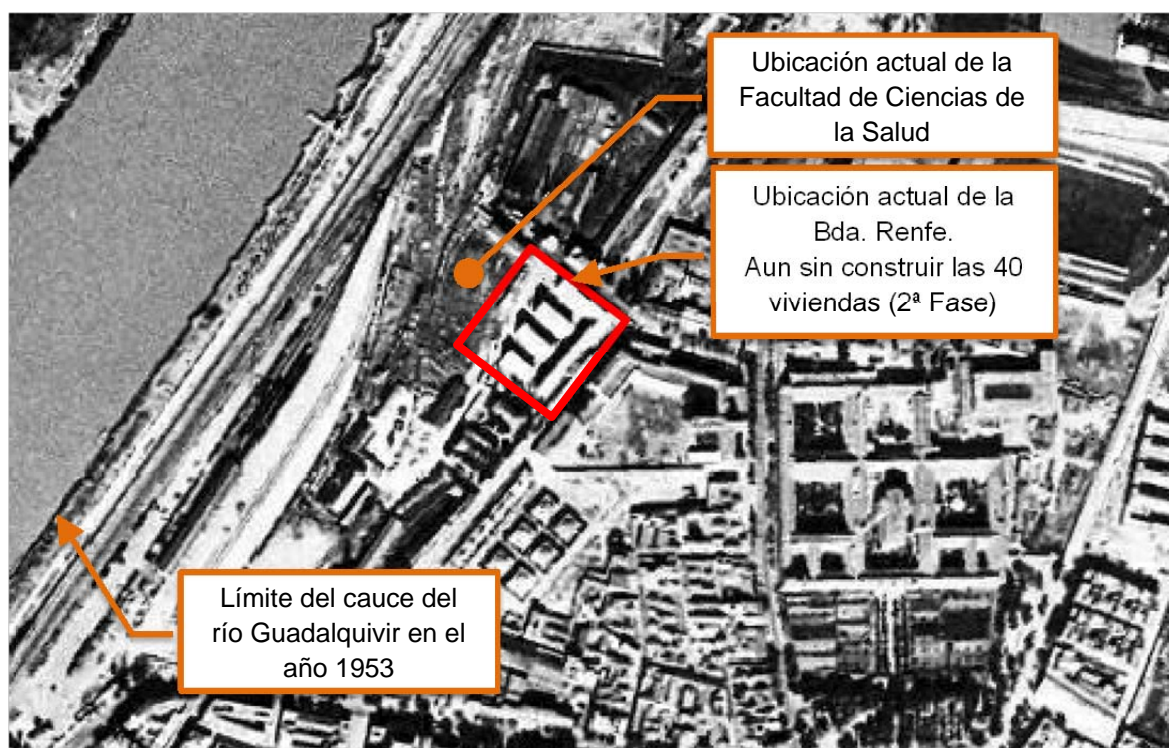 Ubicación actual de la
Facultad de Ciencias de
la Salud
Ubicación actual de la
Bda. Renfe.
Aun sin construir las 40
viviendas (2ª Fase)
Límite del cauce del
río Guadalquivir en el
año 1953